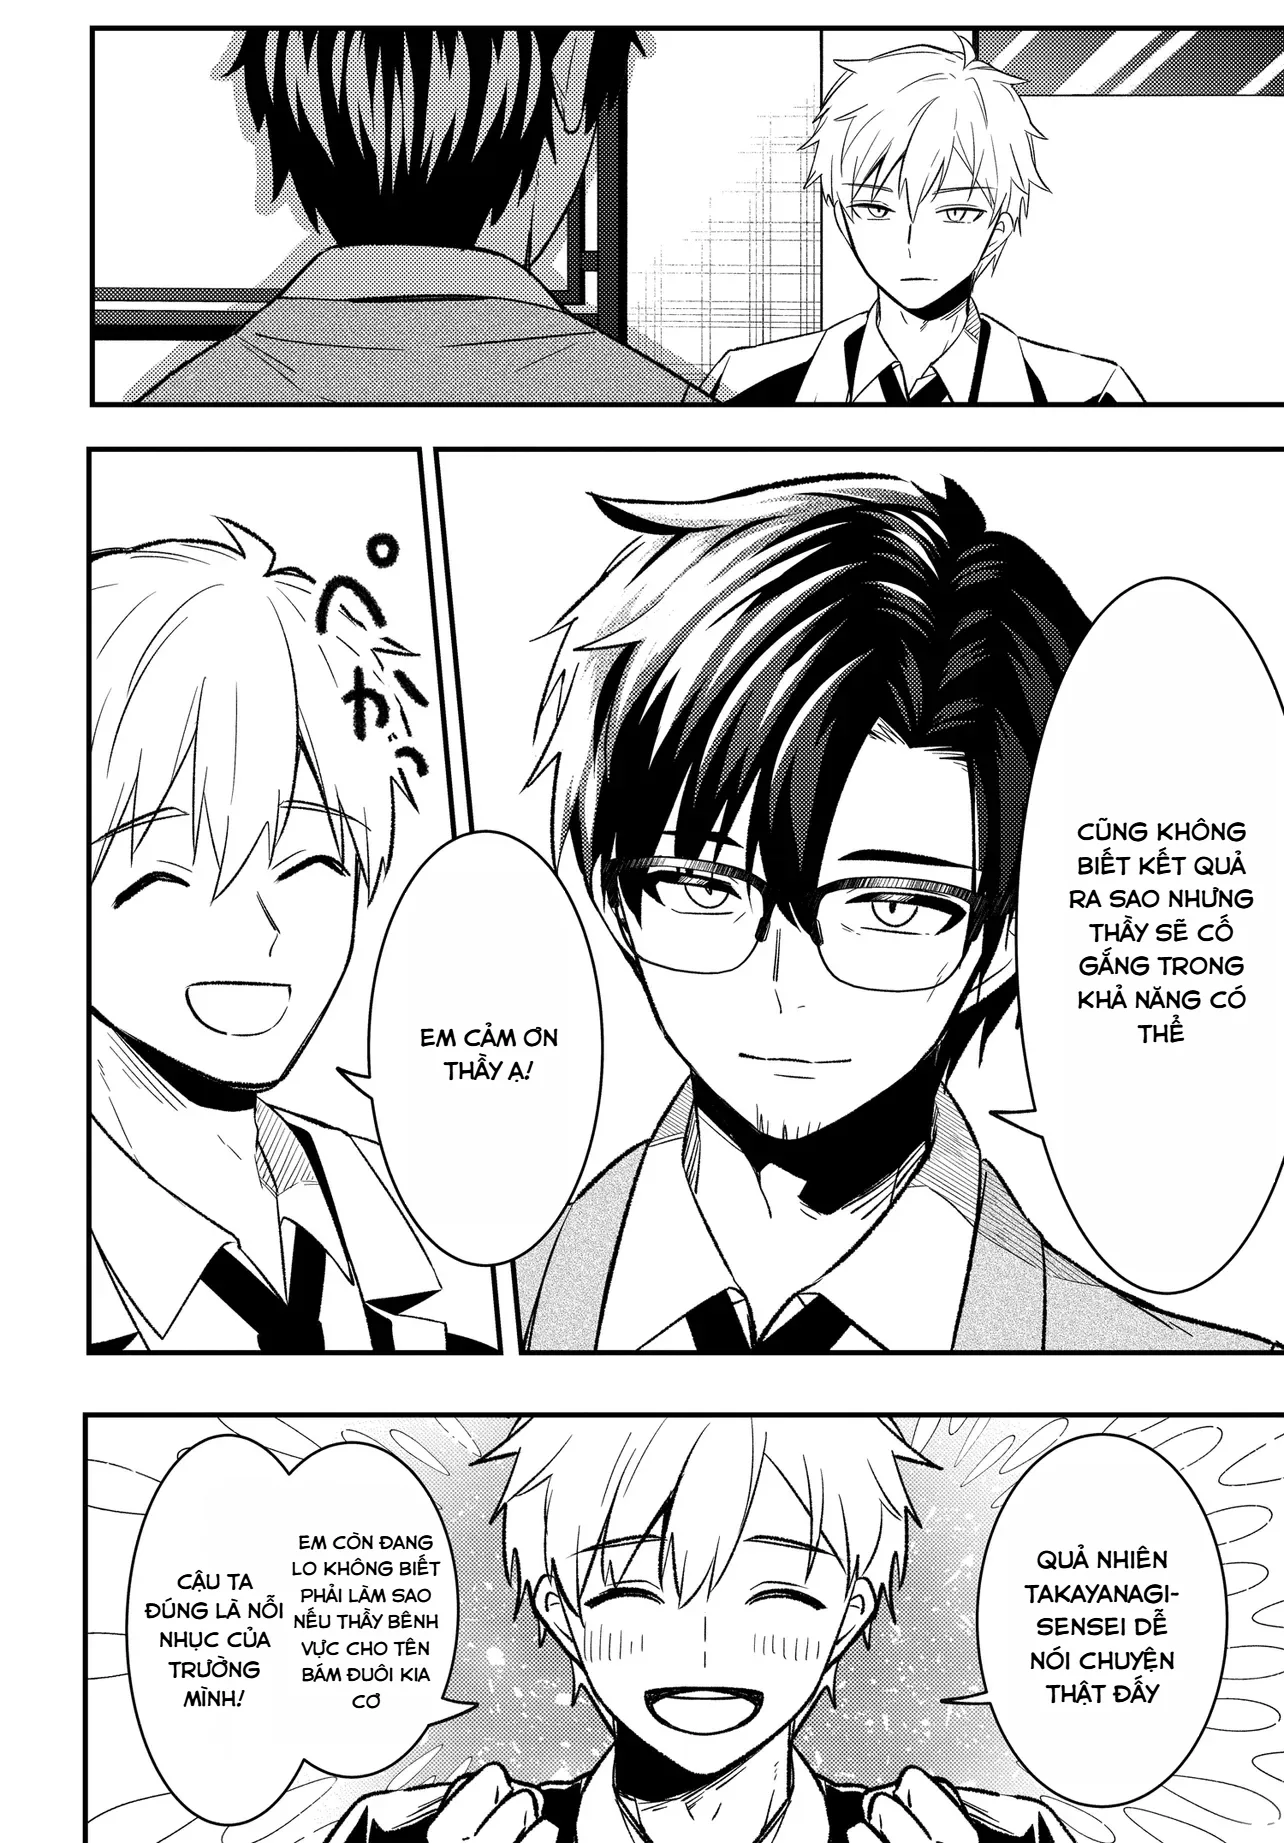 CŨNG KHÔNG
BIẾT KẾT QUẢ
RA SAO NHƯNG
THẦY SẼ CỐ
GẮNG TRONG
KHẢ NĂNG CÓ
THỂ
ぺかっ
EM CẢM ƠN
THẦY Ạ!
QUẢ NHIÊN
TAKAYANAGI-
SENSEI DỄ
NÓI CHUYỆN
THẬT ĐẤY
EM CÒN ĐANG
LO KHÔNG BIẾT
PHẢI LÀM SAO
NẾU THẦY BÊNH
VỰC CHO TÊN
BÁM ĐUÔI KIA
CƠ
CẬU TA
ĐÚNG LÀ NỖI
NHỤC CỦA
TRƯỜNG
MÌNH!